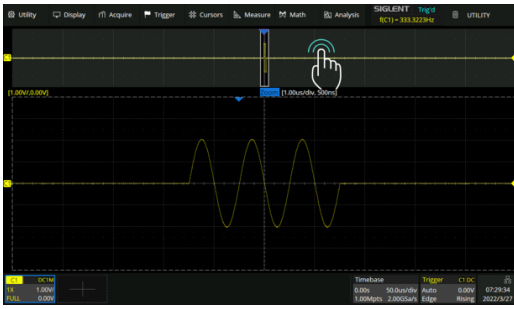 Utility Display Acquire Trigger Cursors Measure Math Analysis SIGLENT Trig'd UTILITY
f(C1) = 333.3223Hz
C1
[1.00V/,0.00V] Zoom [1.00us/div, 500ns]
C1
C1 DC1M Timebase Trigger C1 DC
1X 1.00V/ 0.00s 50.0us/div Auto 0.00V 07:29:34
FULL 0.00V 1.00Mpts 2.00GSa/s Edge Rising 2022/3/27